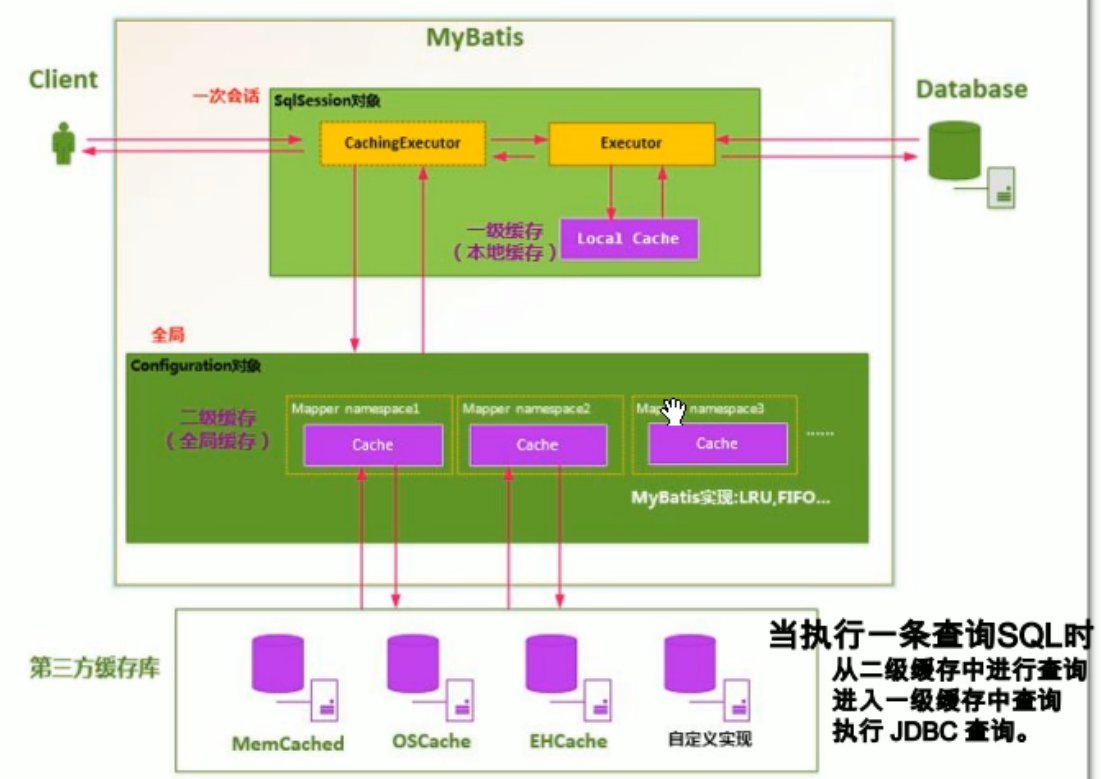 MyBatis
Client
Database
一次会话
SqlSession对象
CachingExecutor
Executor
一级缓存
（本地缓存）
Local Cache
全局
Configuration对象
二级缓存
（全局缓存）
Mapper namespace1
Mapper namespace2
Map namespace3
Cache
Cache
Cache
......
MyBatis实现:LRU,FIFO...
第三方缓存库
MemCached
OSCache
EHCache
自定义实现
当执行一条查询SQL时
从二级缓存中进行查询
进入一级缓存中查询
执行 JDBC 查询。